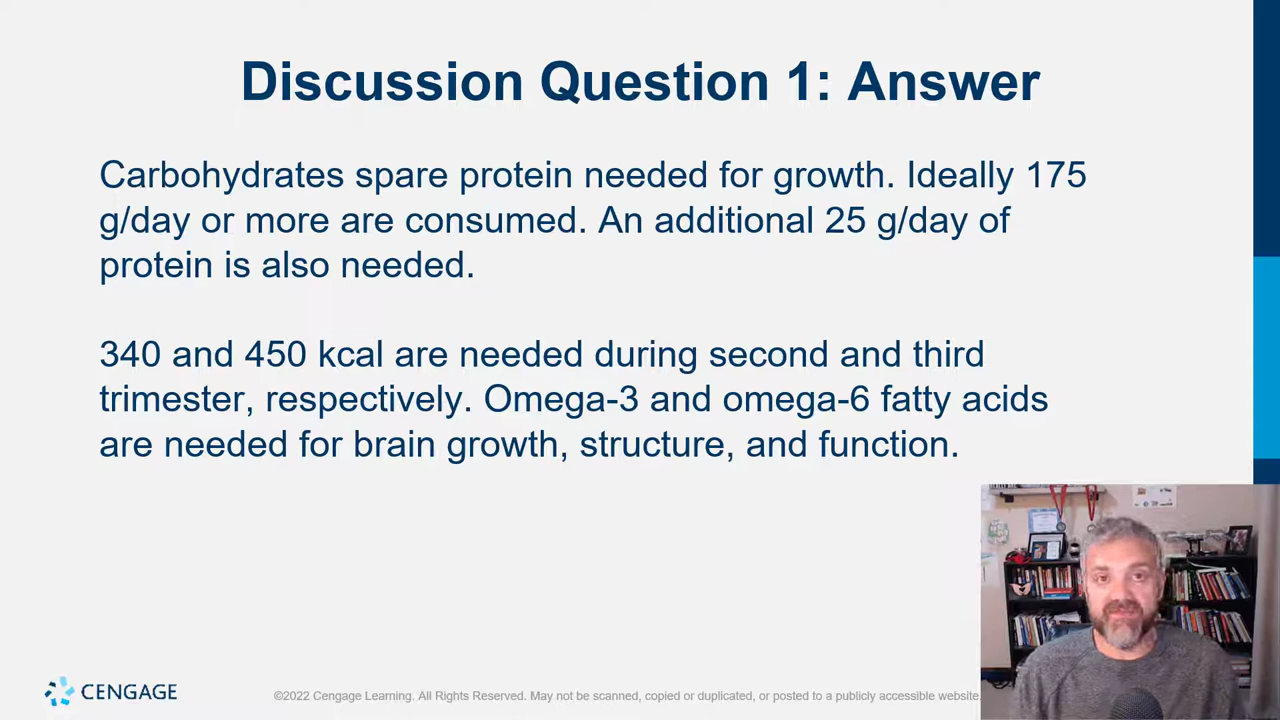 Discussion Question 1: Answer
Carbohydrates spare protein needed for growth. Ideally 175
g/day or more are consumed. An additional 25 g/day of
protein is also needed.
340 and 450 kcal are needed during second and third
trimester, respectively. Omega-3 and omega-6 fatty acids
are needed for brain growth, structure, and function.
CENGAGE
©2022 Cengage Learning. All Rights Reserved. May not be scanned, copied or duplicated, or posted to a publicly accessible website